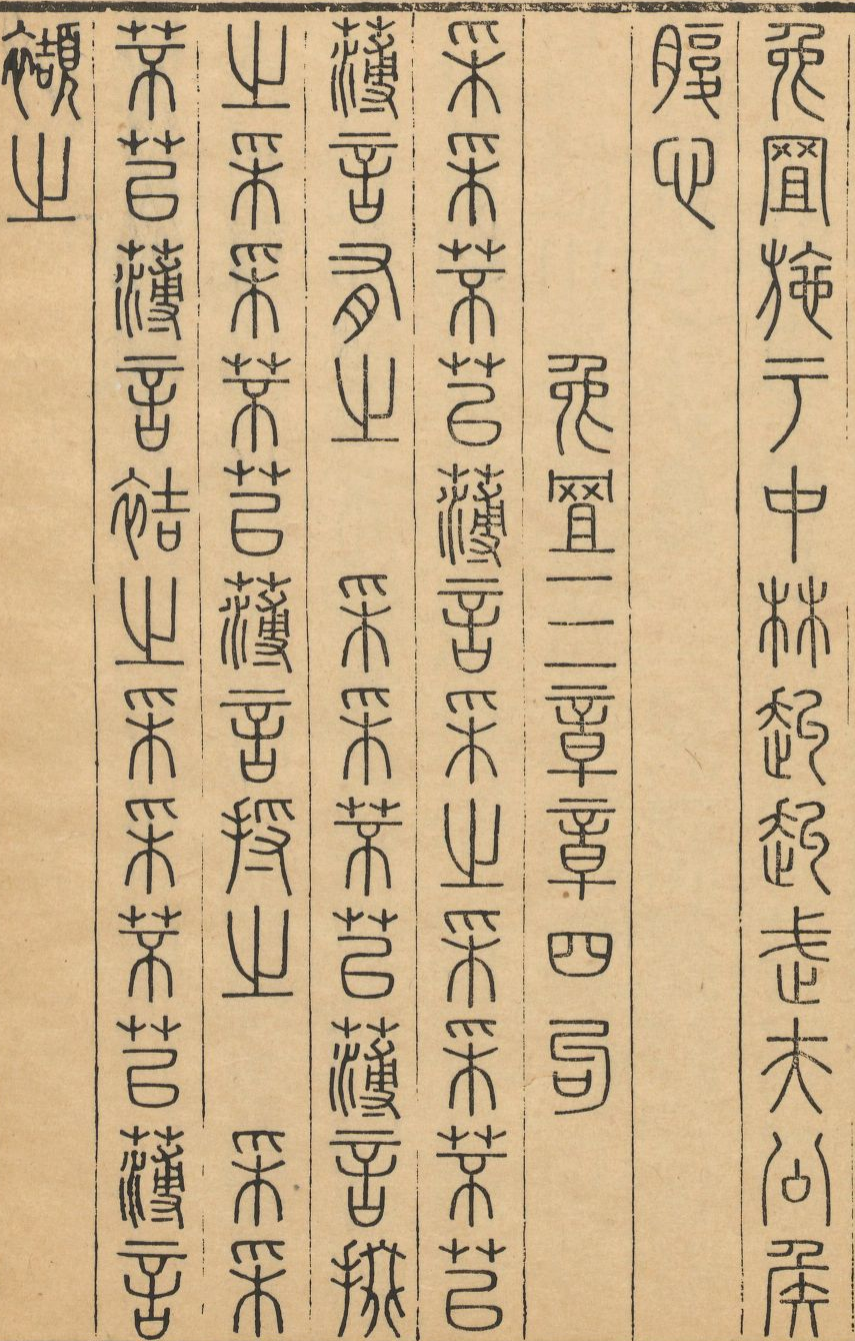 兔罝施于中林赳赳武夫公侯
腹心
兔罝三章章四句
采采芣苢薄言采之采采芣苢
薄言有之 采采芣苢薄言掇
之采采芣苢薄言捋之 采采
芣苢薄言袺之采采芣苢薄言
襭之